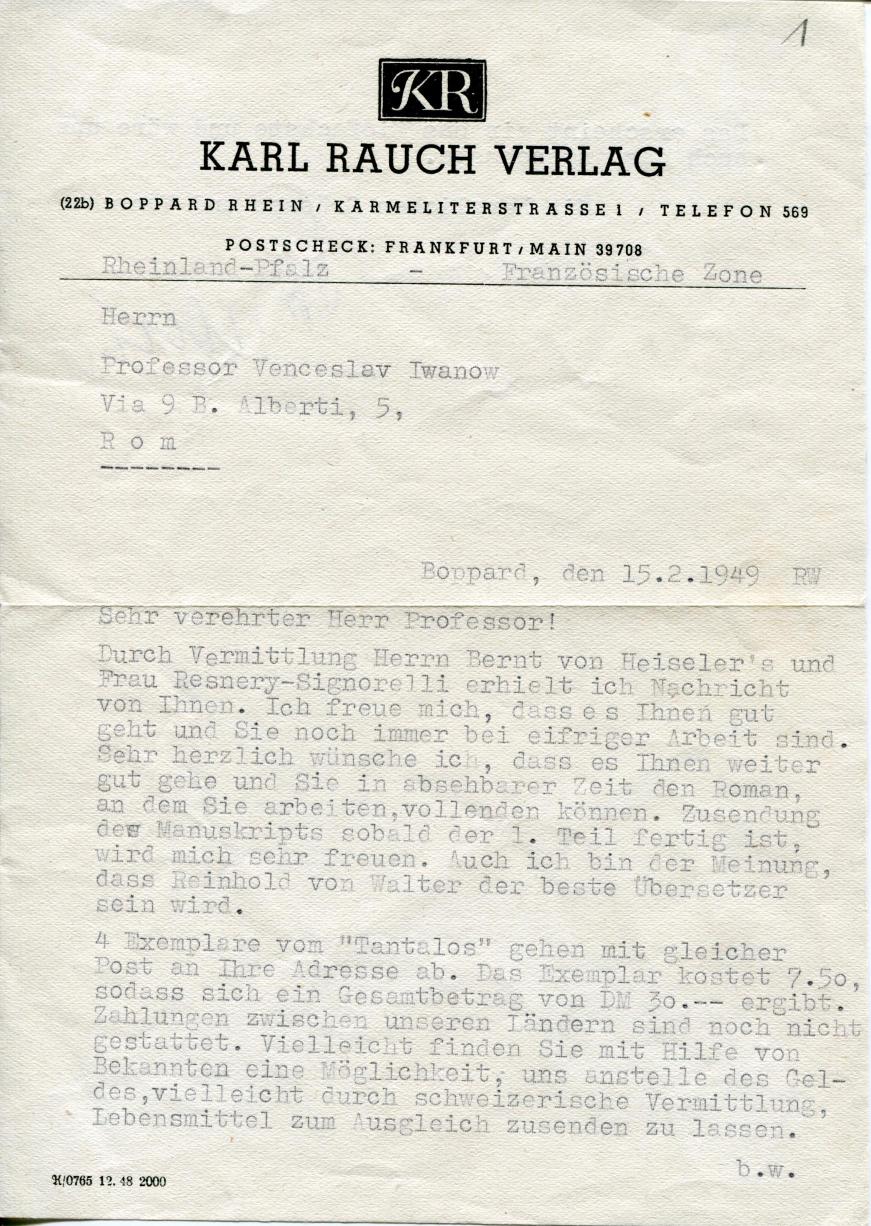 1
KR
KARL RAUCH VERLAG
(22b) BOPPARD RHEIN / KARMELITERSTRASSE 1 / TELEFON 569
POSTSCHECK: FRANKFURT/MAIN 39708
Rheinland-Pfalz - Französische Zone
Herrn
Professor Venceslav Iwanow
Via 9 B. Alberti, 5,
R o m
--------
Boppard, den 15.2.1949 RW
Sehr verehrter Herr Professor!
Durch Vermittlung Herrn Bernt von Heiseler's und
Frau Resnery-Signorelli erhielt ich Nachricht
von Ihnen. Ich freue mich, dass e s Ihnen gut
geht und Sie noch immer bei eifriger Arbeit sind.
Sehr herzlich wünsche ich, dass es Ihnen weiter
gut gehe und Sie in absehbarer Zeit den Roman,
an dem Sie arbeiten,vollenden können. Zusendung
des Manuskripts sobald der 1. Teil fertig ist,
wird mich sehr freuen. Auch ich bin der Meinung,
dass Reinhold von Walter der beste Übersetzer
sein wird.
4 Exemplare vom "Tantalos" gehen mit gleicher
Post an Ihre Adresse ab. Das Exemplar kostet 7.50,
sodass sich ein Gesamtbetrag von DM 30.-- ergibt.
Zahlungen zwischen unseren Ländern sind noch nicht
gestattet. Vielleicht finden Sie mit Hilfe von
Bekannten eine Möglichkeit, uns anstelle des Gel-
des,vielleicht durch schweizerische Vermittlung,
Lebensmittel zum Ausgleich zusenden zu lassen.
b.w.
H/0765 12. 48 2000